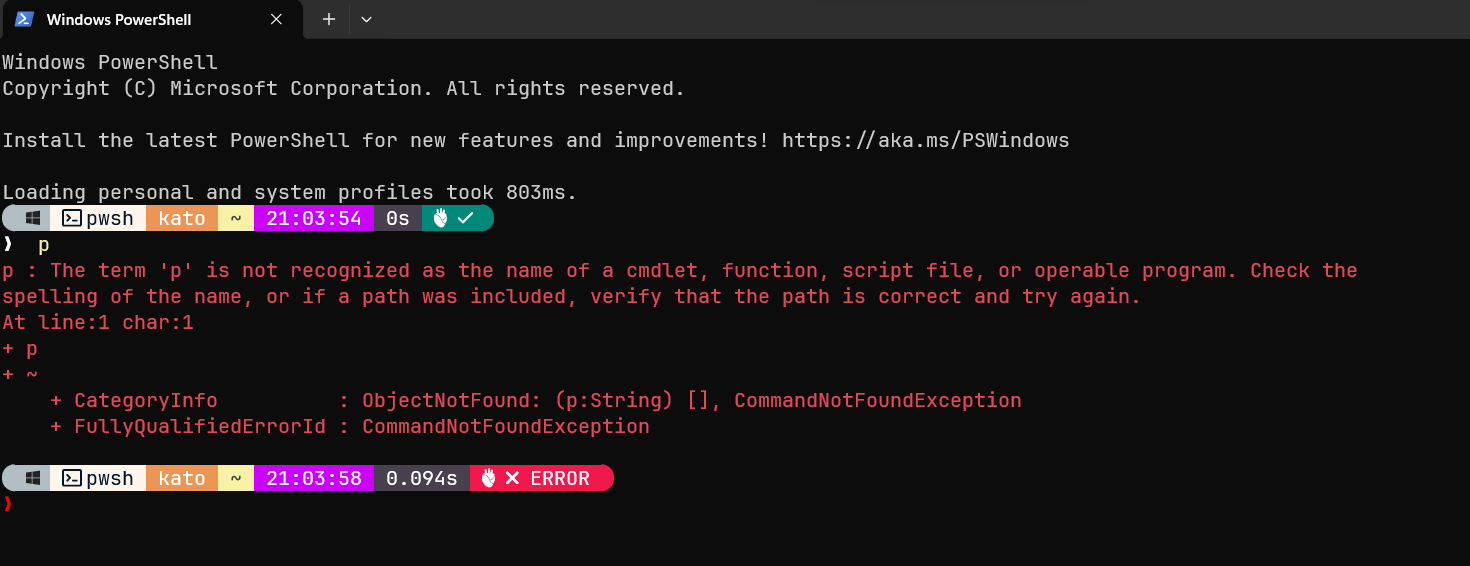 Windows PowerShell
Windows PowerShell
Copyright (C) Microsoft Corporation. All rights reserved.
Install the latest PowerShell for new features and improvements! https://aka.ms/PSWindows
Loading personal and system profiles took 803ms.
pwsh kato ~ 21:03:54 0s ✓
❫ p
p : The term 'p' is not recognized as the name of a cmdlet, function, script file, or operable program. Check the
spelling of the name, or if a path was included, verify that the path is correct and try again.
At line:1 char:1
+ p
+ ~
    + CategoryInfo          : ObjectNotFound: (p:String) [], CommandNotFoundException
    + FullyQualifiedErrorId : CommandNotFoundException
pwsh kato ~ 21:03:58 0.094s ✕ ERROR
❫